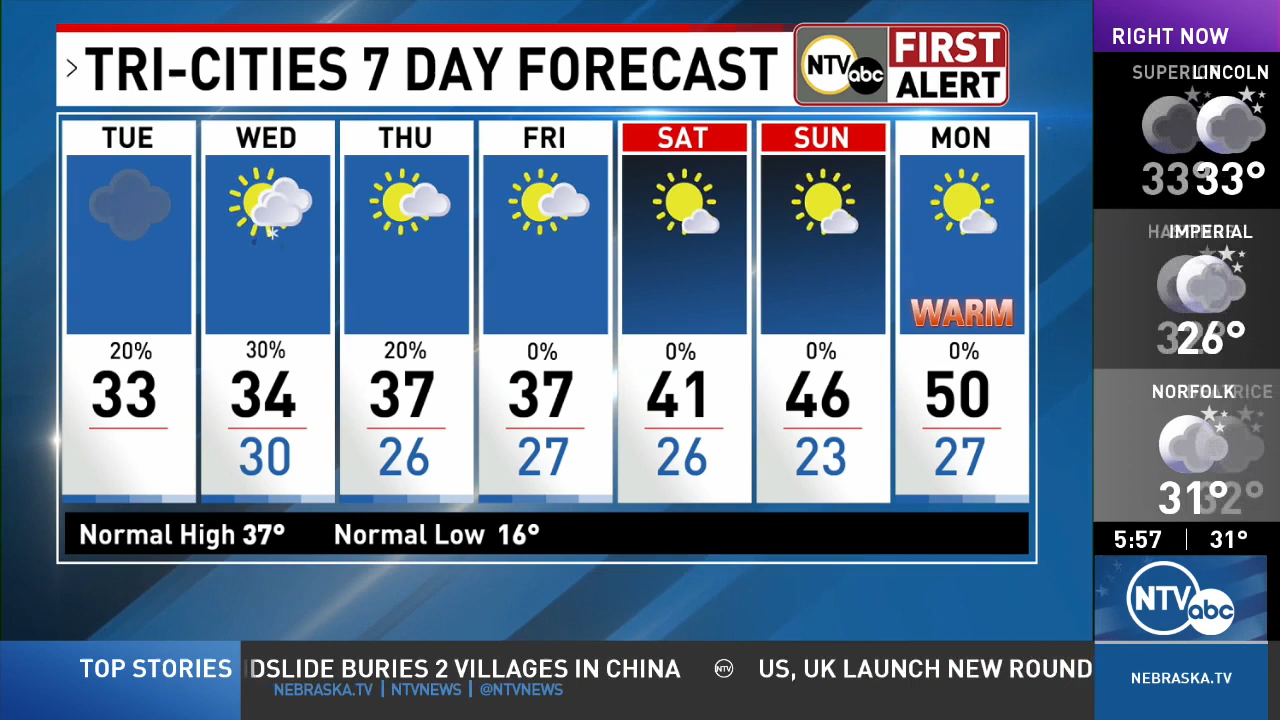 TRI-CITIES 7 DAY FORECAST
NTV abc
FIRST
ALERT
TUE WED THU FRI SAT SUN MON
WARM
20% 30% 20% 0% 0% 0% 0%
33 34 37 37 41 46 50
30 26 27 26 23 27
Normal High 37° Normal Low 16°
RIGHT NOW
LINCOLN
33° 33°
IMPERIAL
26°
NORFOLK
31° 32°
5:57 31°
NTV abc
NEBRASKA.TV
TOP STORIES
DSLIDE BURIES 2 VILLAGES IN CHINA NTV US, UK LAUNCH NEW ROUND
NEBRASKA.TV | NTVNEWS | @NTVNEWS